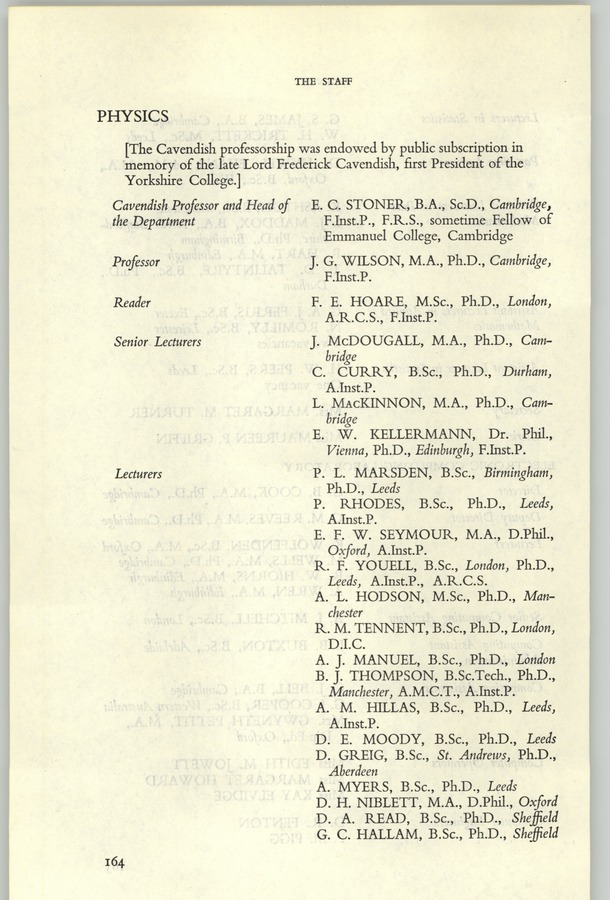 THE STAFF
PHYSICS
[The Cavendish professorship was endowed by public subscription in
memory of the late Lord Frederick Cavendish, first President of the
Yorkshire College.]
Cavendish Professor and Head of
the Department
E. C. STONER, B.A., Sc.D., Cambridge,
F.Inst.P., F.R.S., sometime Fellow of
Emmanuel College, Cambridge
Professor
J. G. WILSON, M.A., Ph.D., Cambridge,
F.Inst.P.
Reader
F. E. HOARE, M.Sc., Ph.D., London,
A.R.C.S., F.Inst.P.
Senior Lecturers
J. McDOUGALL, M.A., Ph.D., Cam-
bridge
C. CURRY, B.Sc., Ph.D., Durham,
A.Inst.P.
L. MacKINNON, M.A., Ph.D., Cam-
bridge
E. W. KELLERMANN, Dr. Phil.,
Vienna, Ph.D., Edinburgh, F.Inst.P.
Lecturers
P. L. MARSDEN, B.Sc., Birmingham,
Ph.D., Leeds
P. RHODES, B.Sc., Ph.D., Leeds,
A.Inst.P.
E. F. W. SEYMOUR, M.A., D.Phil.,
Oxford, A.Inst.P.
R. F. YOUELL, B.Sc., London, Ph.D.,
Leeds, A.Inst.P., A.R.C.S.
A. L. HODSON, M.Sc., Ph.D., Man-
chester
R. M. TENNENT, B.Sc., Ph.D., London,
D.I.C.
A. J. MANUEL, B.Sc., Ph.D., London
B. J. THOMPSON, B.Sc.Tech., Ph.D.,
Manchester, A.M.C.T., A.Inst.P.
A. M. HILLAS, B.Sc., Ph.D., Leeds,
A.Inst.P.
D. E. MOODY, B.Sc., Ph.D., Leeds
D. GREIG, B.Sc., St. Andrews, Ph.D.,
Aberdeen
A. MYERS, B.Sc., Ph.D., Leeds
D. H. NIBLETT, M.A., D.Phil., Oxford
D. A. READ, B.Sc., Ph.D., Sheffield
G. C. HALLAM, B.Sc., Ph.D., Sheffield
164